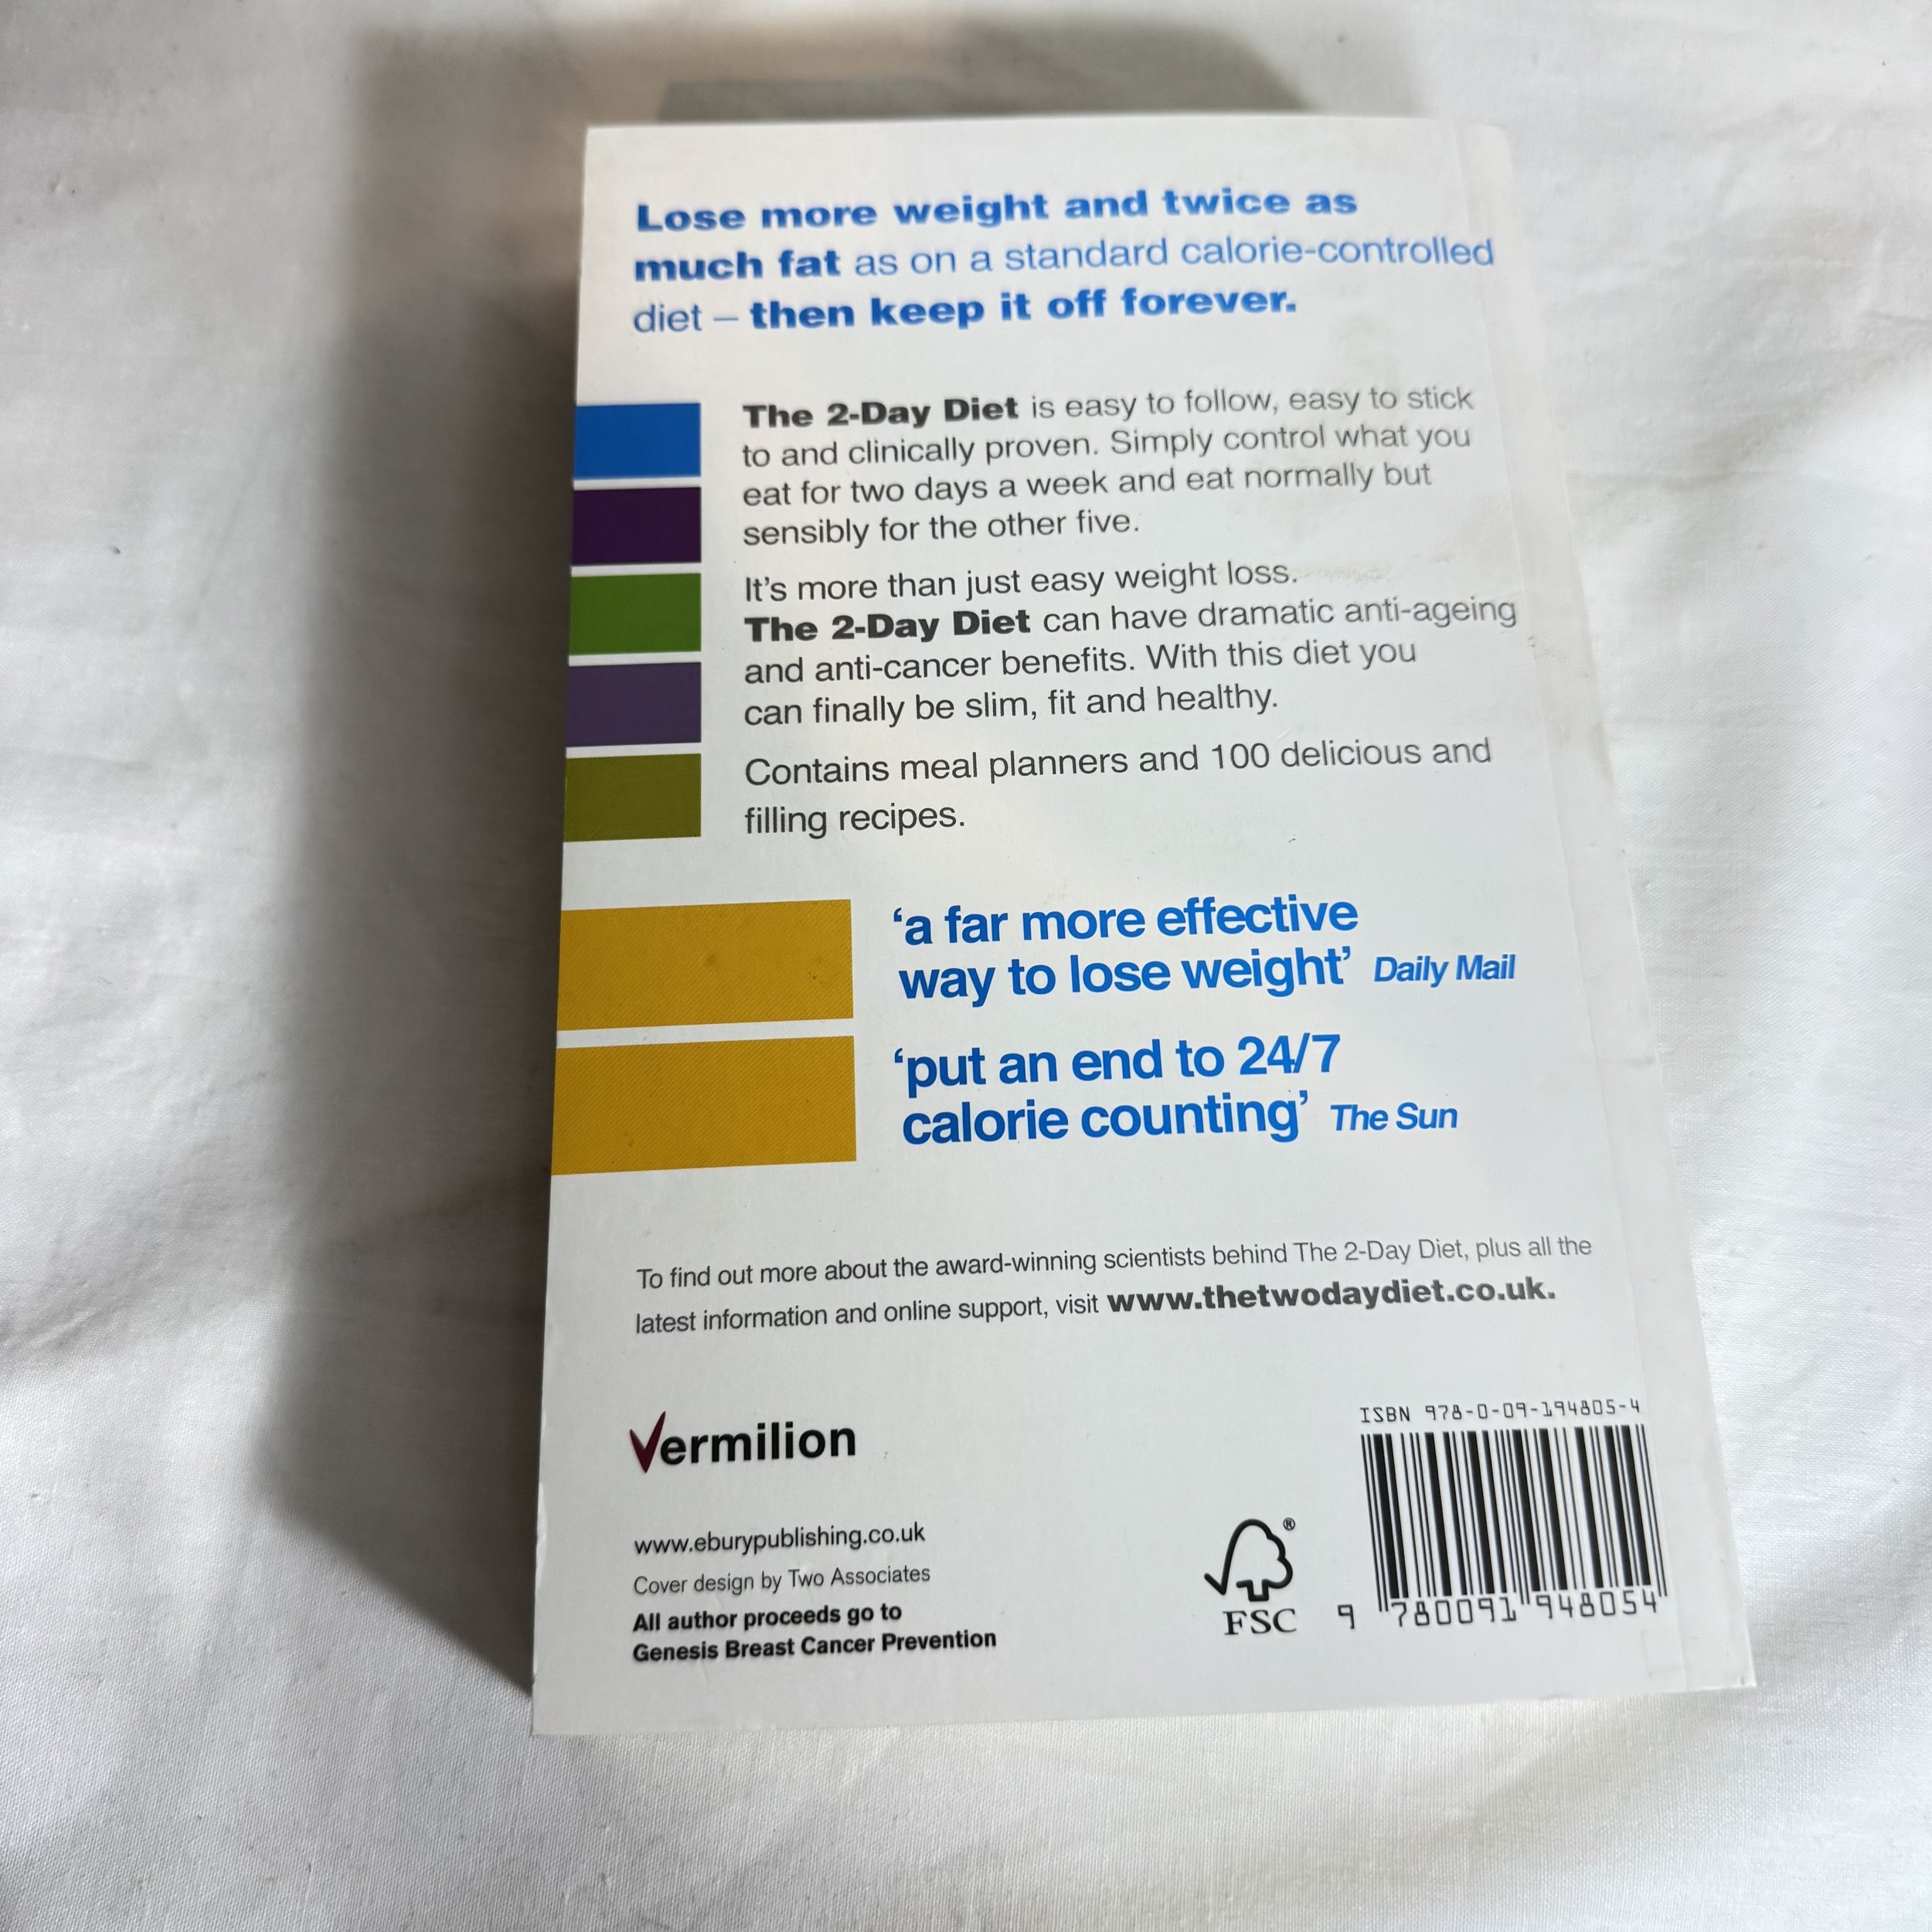 Lose more weight and twice as
much fat as on a standard calorie-controlled
diet – then keep it off forever.
The 2-Day Diet is easy to follow, easy to stick
to and clinically proven. Simply control what you
eat for two days a week and eat normally but
sensibly for the other five.
It's more than just easy weight loss.
The 2-Day Diet can have dramatic anti-ageing
and anti-cancer benefits. With this diet you
can finally be slim, fit and healthy.
Contains meal planners and 100 delicious and
filling recipes.
‘a far more effective
way to lose weight’ Daily Mail
‘put an end to 24/7
calorie counting’ The Sun
To find out more about the award-winning scientists behind The 2-Day Diet, plus all the
latest information and online support, visit www.thetwodaydiet.co.uk.
Vermilion
www.eburypublishing.co.uk
Cover design by Two Associates
All author proceeds go to
Genesis Breast Cancer Prevention
®
FSC
ISBN 978-0-09-194805-4
9 780091 948054